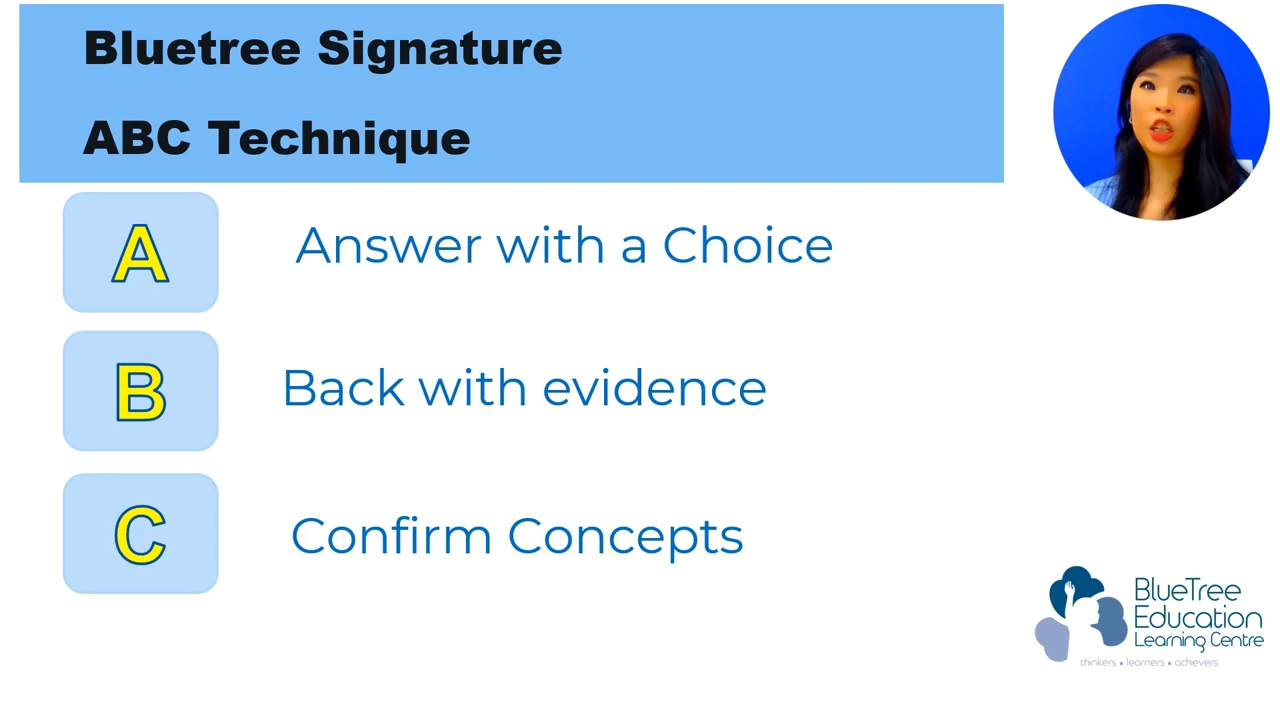 Bluetree Signature
ABC Technique
A
Answer with a Choice
B
Back with evidence
C
Confirm Concepts
BlueTree
Education
Learning Centre
thinkers • learners • achievers